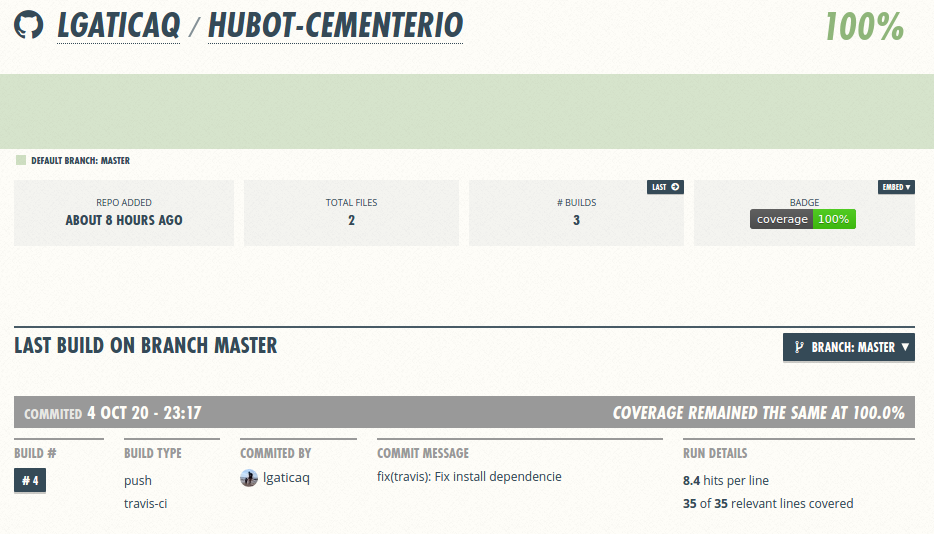 LGATICAQ / HUBOT-CEMENTERIO 100%
DEFAULT BRANCH: MASTER
REPO ADDED
ABOUT 8 HOURS AGO
TOTAL FILES
2
LAST
# BUILDS
3
EMBED ▾
BADGE
coverage 100%
LAST BUILD ON BRANCH MASTER
BRANCH: MASTER ▼
COMMITED 4 OCT 20 - 23:17
COVERAGE REMAINED THE SAME AT 100.0%
BUILD #
# 4
BUILD TYPE
push
travis-ci
COMMITED BY
lgaticaq
COMMIT MESSAGE
fix(travis): Fix install dependencie
RUN DETAILS
8.4 hits per line
35 of 35 relevant lines covered